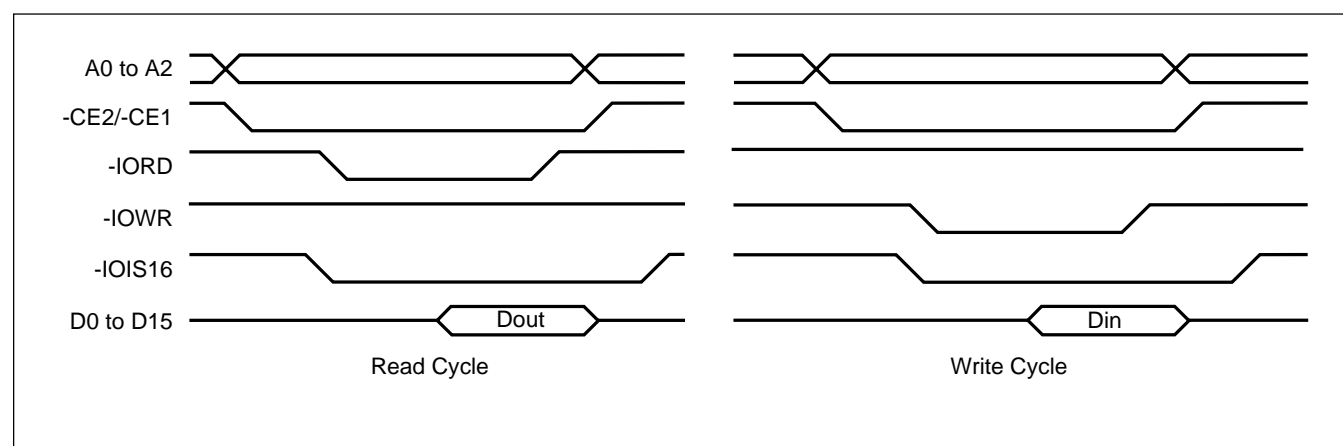 A0 to A2
-CE2/-CE1
-IORD
-IOWR
-IOIS16
D0 to D15 Dout Din
Read Cycle Write Cycle